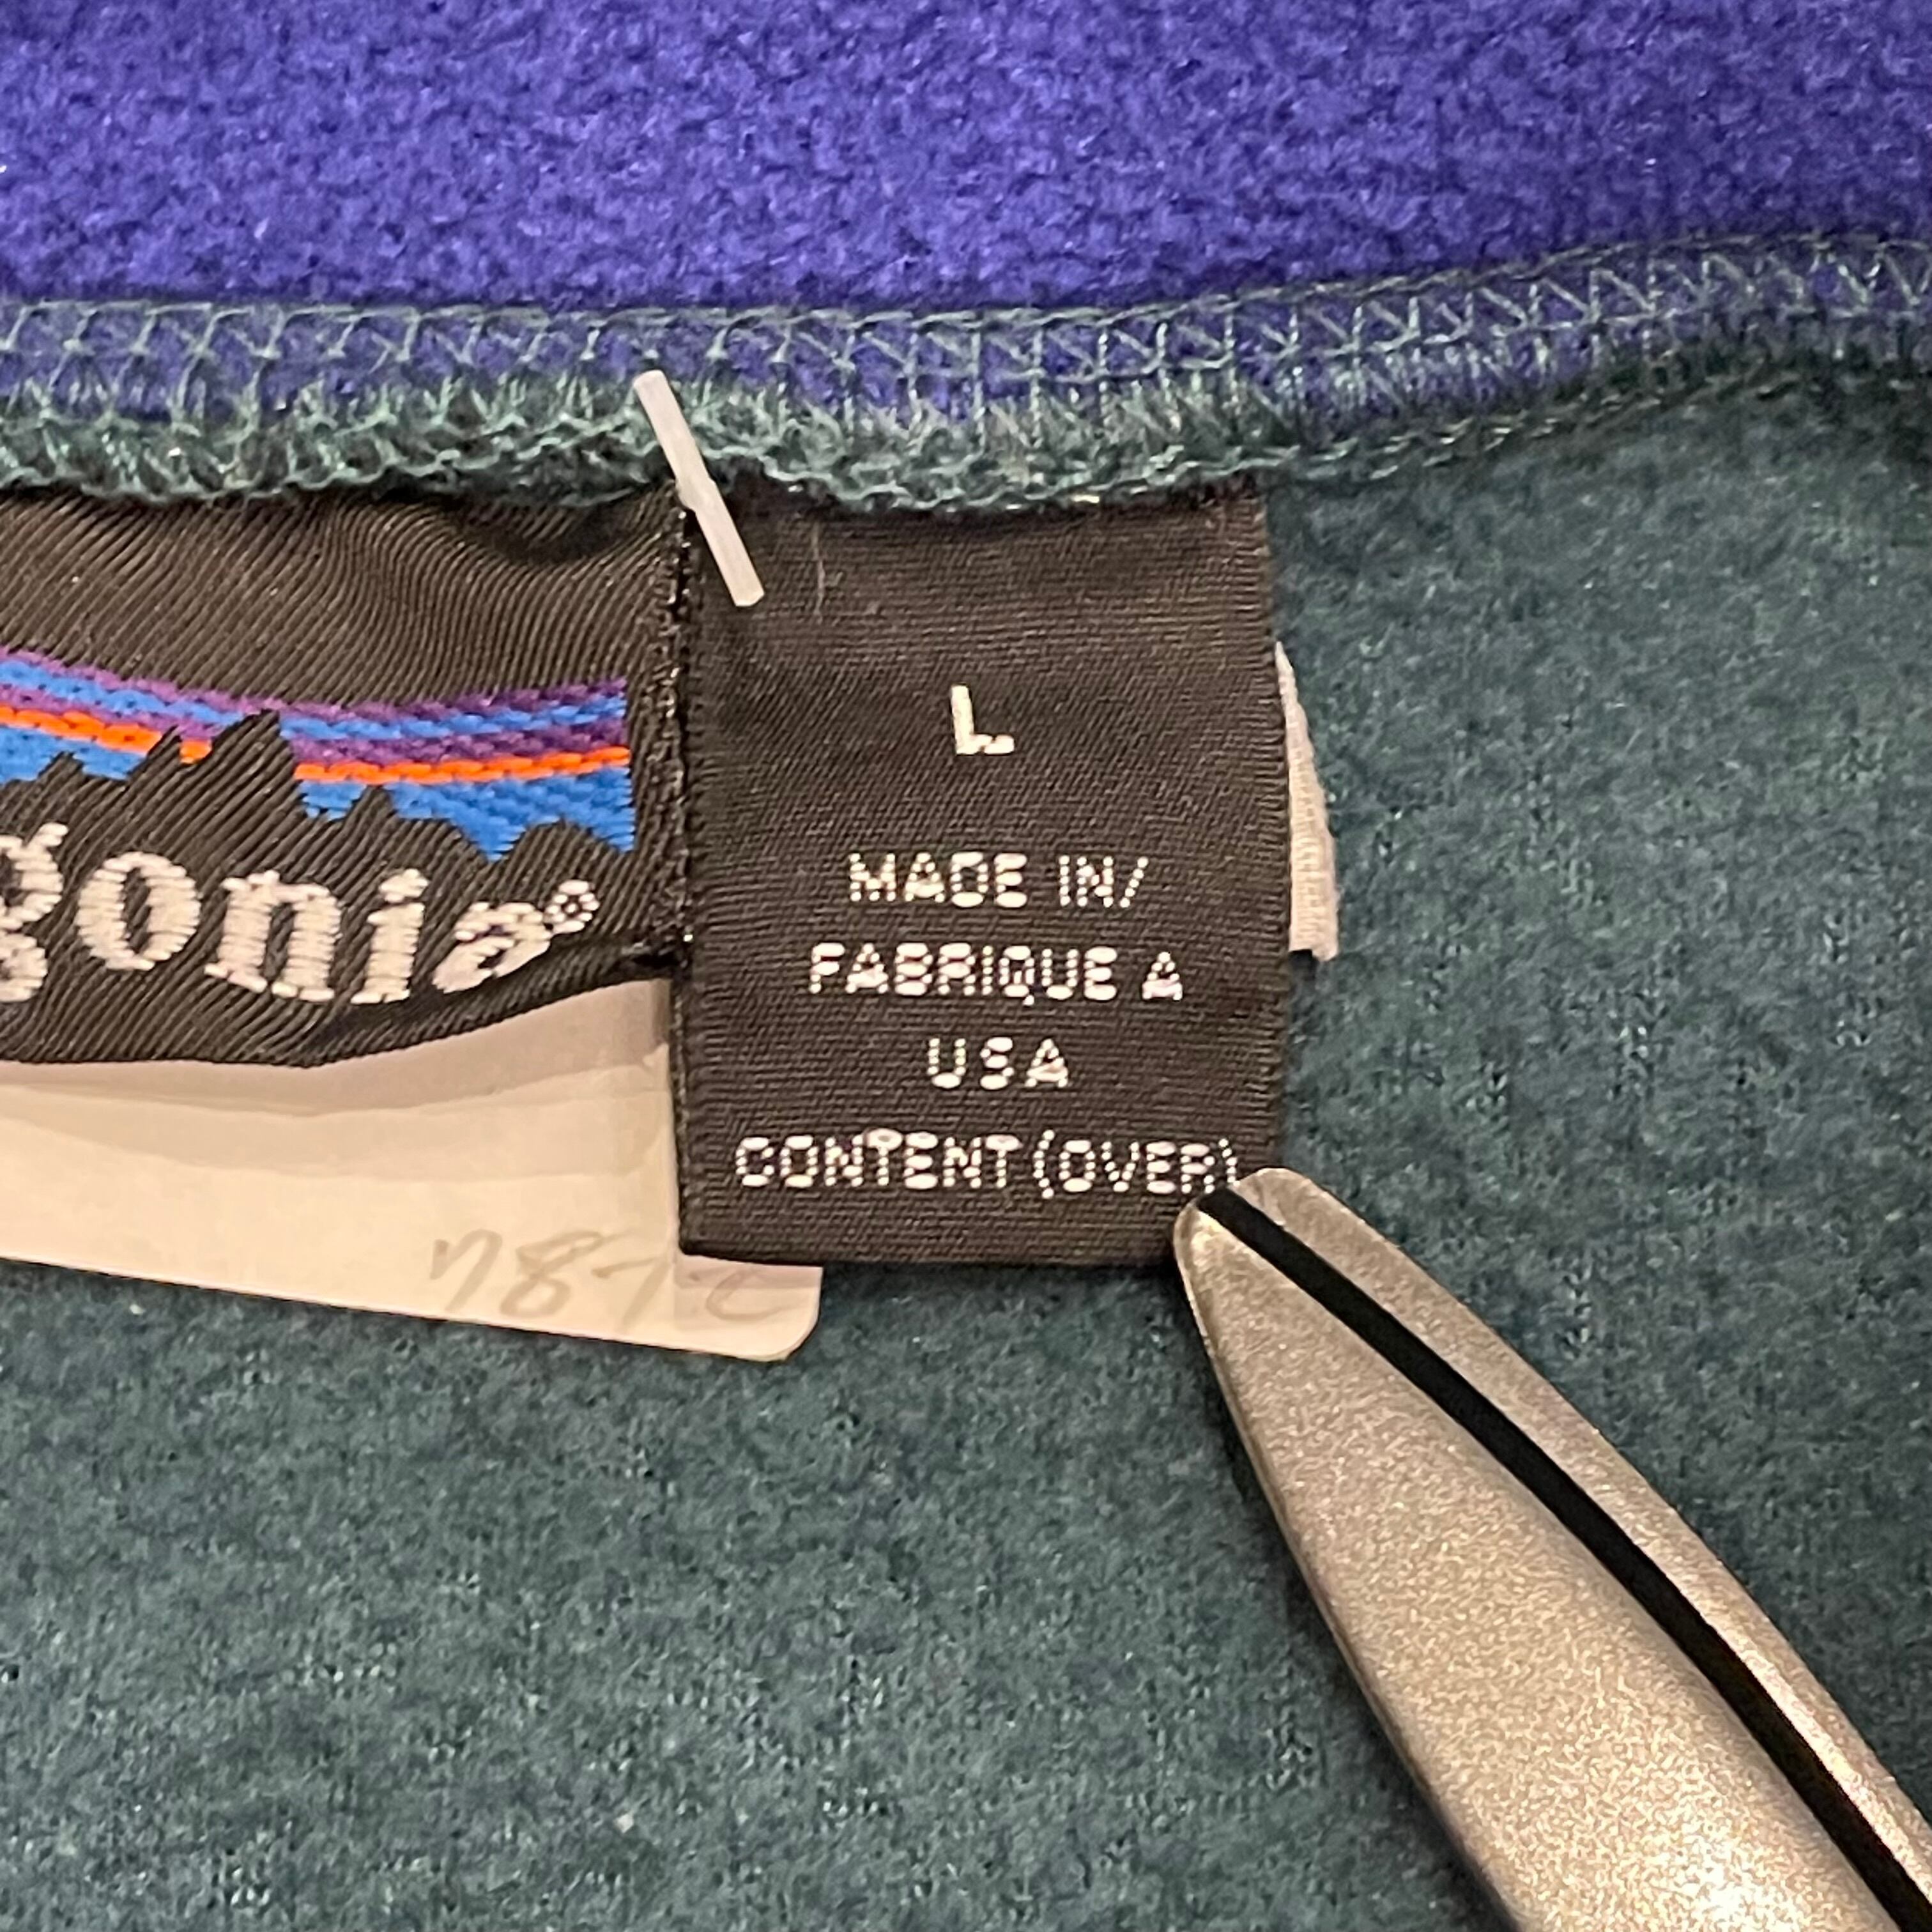 gonia®
L
MADE IN/
FABRIQUE A
USA
CONTENT (OVER)